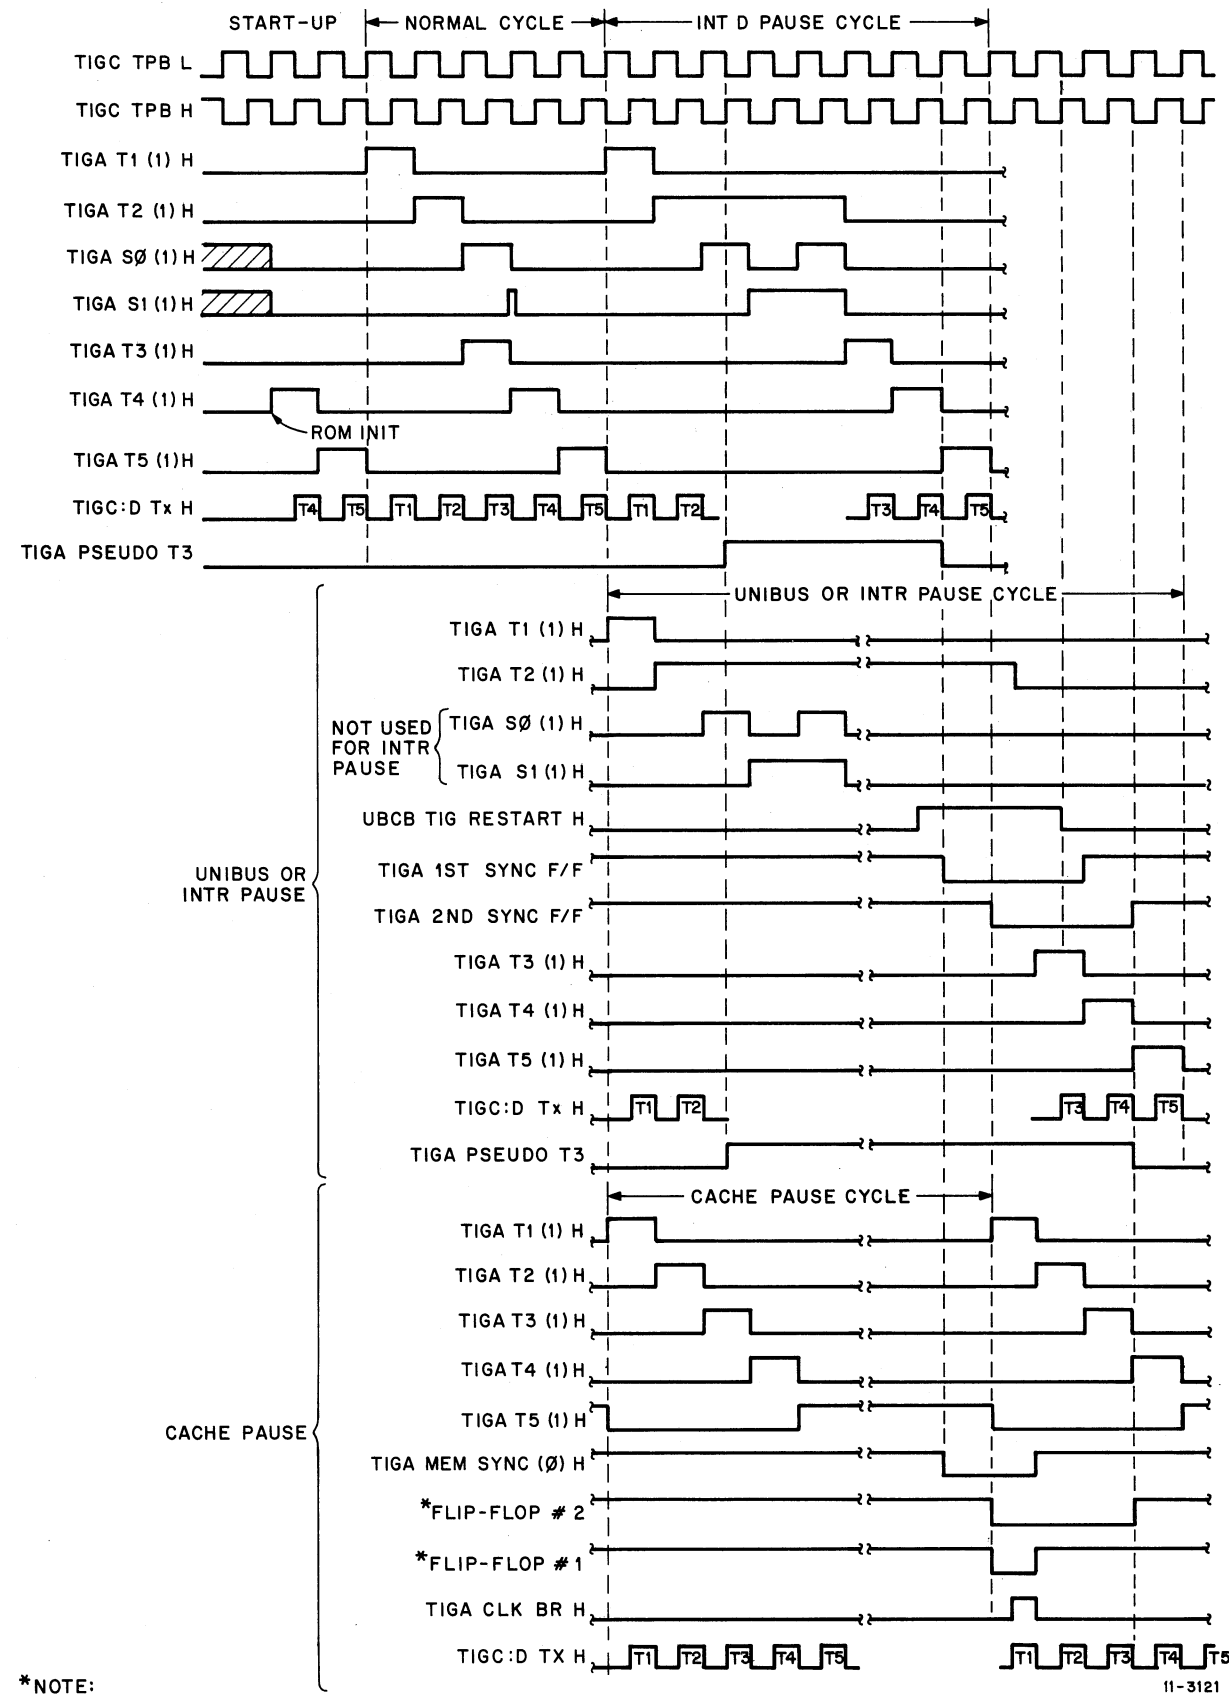 START-UP NORMAL CYCLE INT D PAUSE CYCLE
TIGC TPB L
TIGC TPB H
TIGA T1 (1) H
TIGA T2 (1) H
TIGA SØ (1) H
TIGA S1 (1) H
TIGA T3 (1) H
TIGA T4 (1) H
ROM INIT
TIGA T5 (1) H
TIGC:D Tx H T4 T5 T1 T2 T3 T4 T5 T1 T2 T3 T4 T5
TIGA PSEUDO T3
UNIBUS OR INTR PAUSE CYCLE
TIGA T1 (1) H
TIGA T2 (1) H
NOT USED
FOR INTR
PAUSE
TIGA SØ (1) H
TIGA S1 (1) H
UBCB TIG RESTART H
UNIBUS OR
INTR PAUSE
TIGA 1ST SYNC F/F
TIGA 2ND SYNC F/F
TIGA T3 (1) H
TIGA T4 (1) H
TIGA T5 (1) H
TIGC:D Tx H T1 T2 T3 T4 T5
TIGA PSEUDO T3
CACHE PAUSE CYCLE
TIGA T1 (1) H
TIGA T2 (1) H
TIGA T3 (1) H
TIGA T4 (1) H
TIGA T5 (1) H
CACHE PAUSE
TIGA MEM SYNC (Ø) H
*FLIP-FLOP # 2
*FLIP-FLOP # 1
TIGA CLK BR H
TIGC:D TX H T1 T2 T3 T4 T5 T1 T2 T3 T4 T5
*NOTE:
11-3121